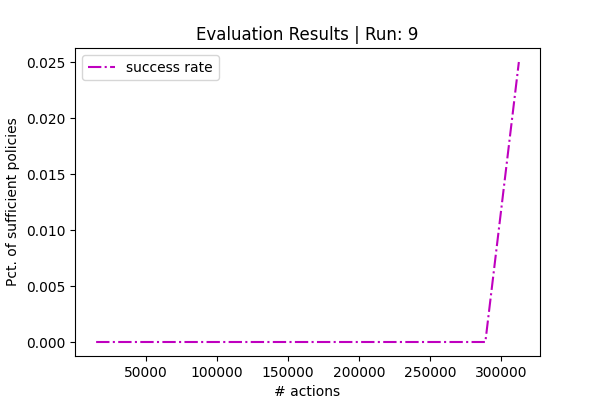 Evaluation Results | Run: 9
success rate
Pct. of sufficient policies
0.025
0.020
0.015
0.010
0.005
0.000
50000 100000 150000 200000 250000 300000
# actions